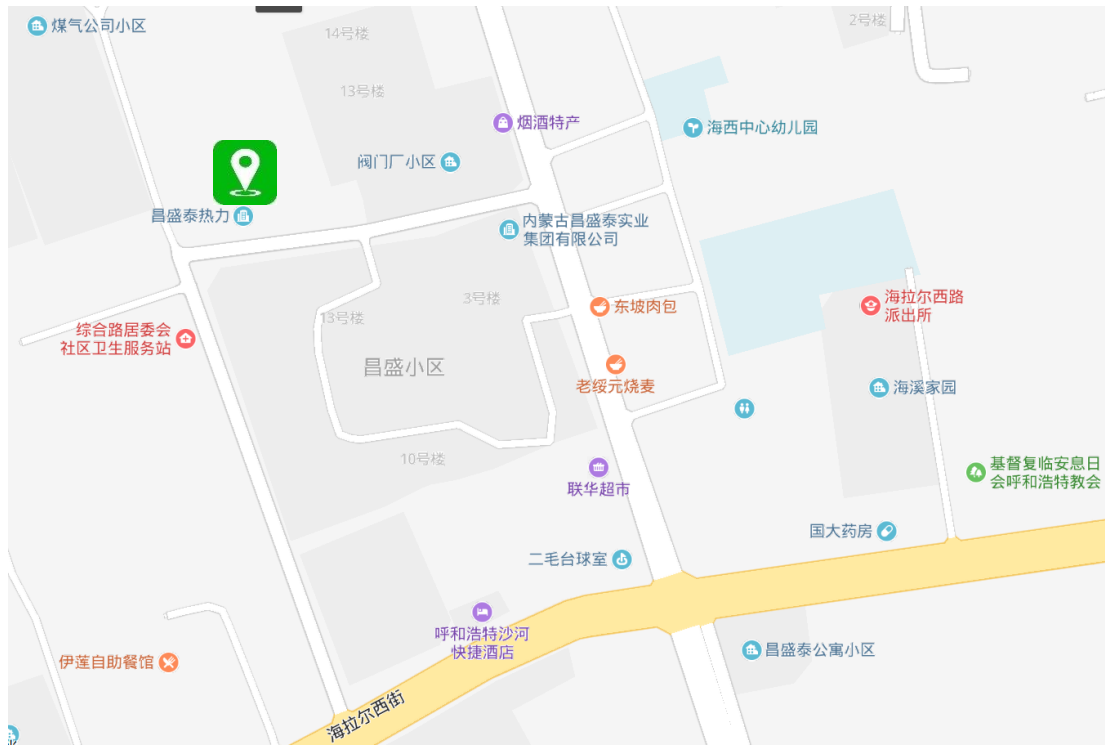 煤气公司小区
14号楼
2号楼
13号楼
烟酒特产
海西中心幼儿园
阀门厂小区
昌盛泰热力
内蒙古昌盛泰实业
集团有限公司
3号楼
东坡肉包
海拉尔西路
派出所
13号楼
综合路居委会
社区卫生服务站
昌盛小区
老绥元烧麦
海溪家园
10号楼
联华超市
基督复临安息日
会呼和浩特教会
国大药房
二毛台球室
呼和浩特沙河
快捷酒店
昌盛泰公寓小区
伊莲自助餐馆
海拉尔西街